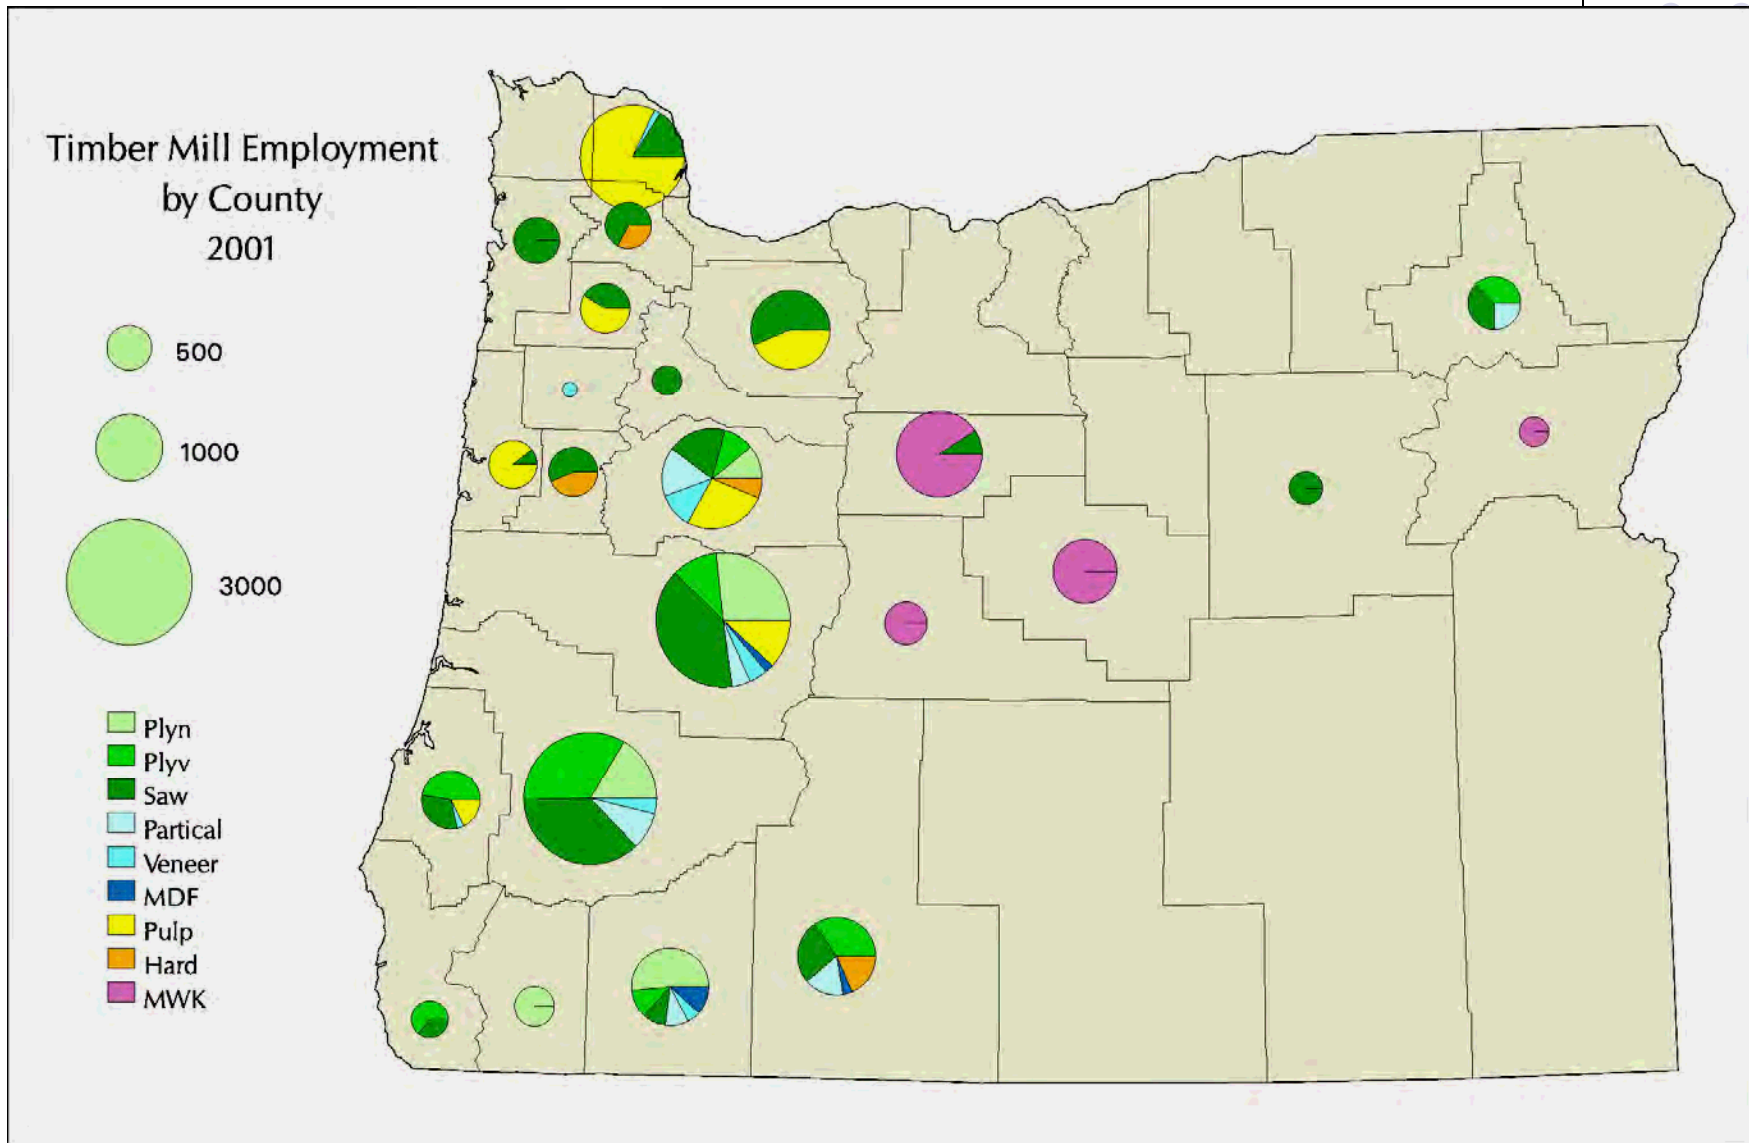 Timber Mill Employment
by County
2001
500
1000
3000
Plyn
Plyv
Saw
Partical
Veneer
MDF
Pulp
Hard
MWK